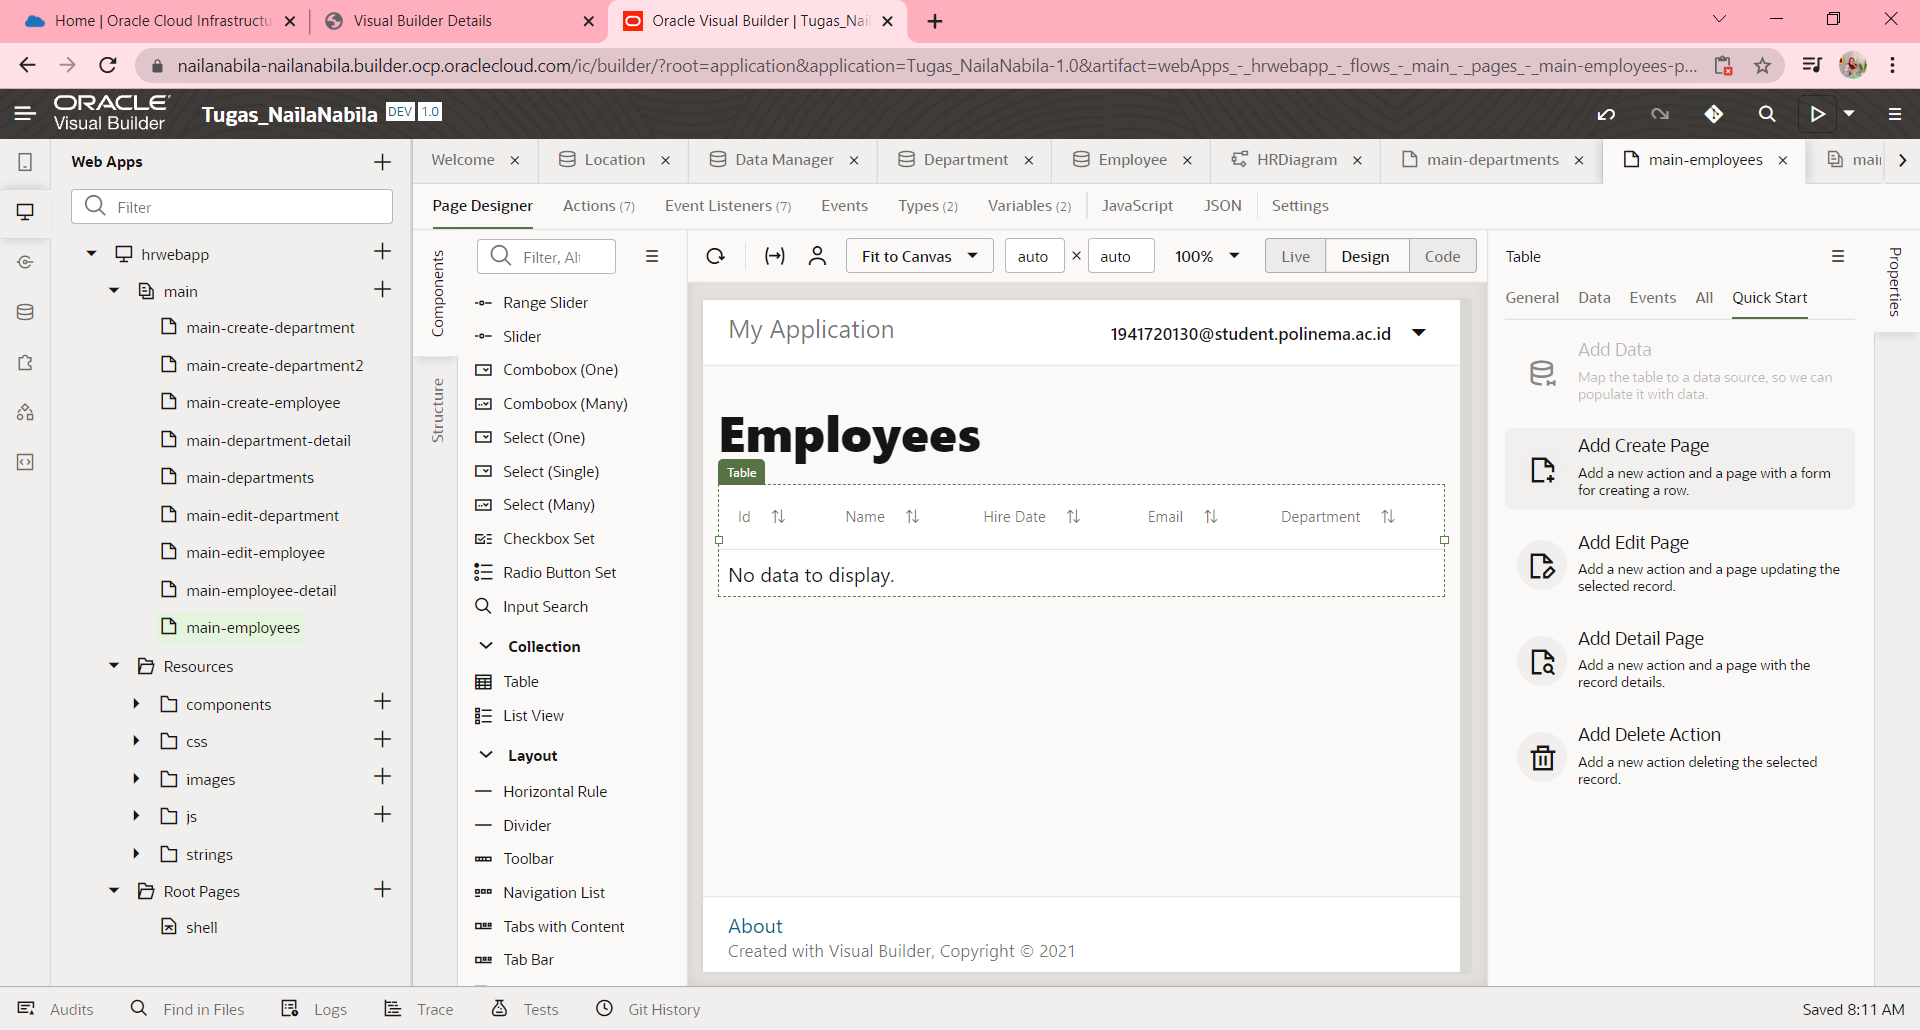 Home | Oracle Cloud Infrastructu
Visual Builder Details
Oracle Visual Builder | Tugas_Nail
nailanabila-nailanabila.builder.ocp.oraclecloud.com/ic/builder/?root=application&application=Tugas_NailaNabila-1.0&artifact=webApps_-_hrwebapp_-_flows_-_main_-_pages_-_main-employees-p...
ORACLE
Visual Builder
Tugas_NailaNabila DEV 1.0
Web Apps
Welcome
Location
Data Manager
Department
Employee
HRDiagram
main-departments
main-employees
mai
Filter
Page Designer
Actions (7)
Event Listeners (7)
Events
Types (2)
Variables (2)
JavaScript
JSON
Settings
hrwebapp
main
main-create-department
main-create-department2
main-create-employee
main-department-detail
main-departments
main-edit-department
main-edit-employee
main-employee-detail
main-employees
Resources
components
css
images
js
strings
Root Pages
shell
Components
Structure
Filter, Al
Range Slider
Slider
Combobox (One)
Combobox (Many)
Select (One)
Select (Single)
Select (Many)
Checkbox Set
Radio Button Set
Input Search
Collection
Table
List View
Layout
Horizontal Rule
Divider
Toolbar
Navigation List
Tabs with Content
Tab Bar
Fit to Canvas
auto × auto
100%
Live
Design
Code
My Application
1941720130@student.polinema.ac.id
Employees
Table
Id
Name
Hire Date
Email
Department
No data to display.
About
Created with Visual Builder, Copyright © 2021
Table
Properties
General
Data
Events
All
Quick Start
Add Data
Map the table to a data source, so we can
populate it with data.
Add Create Page
Add a new action and a page with a form
for creating a row.
Add Edit Page
Add a new action and a page updating the
selected record.
Add Detail Page
Add a new action and a page with the
record details.
Add Delete Action
Add a new action deleting the selected
record.
Audits
Find in Files
Logs
Trace
Tests
Git History
Saved 8:11 AM